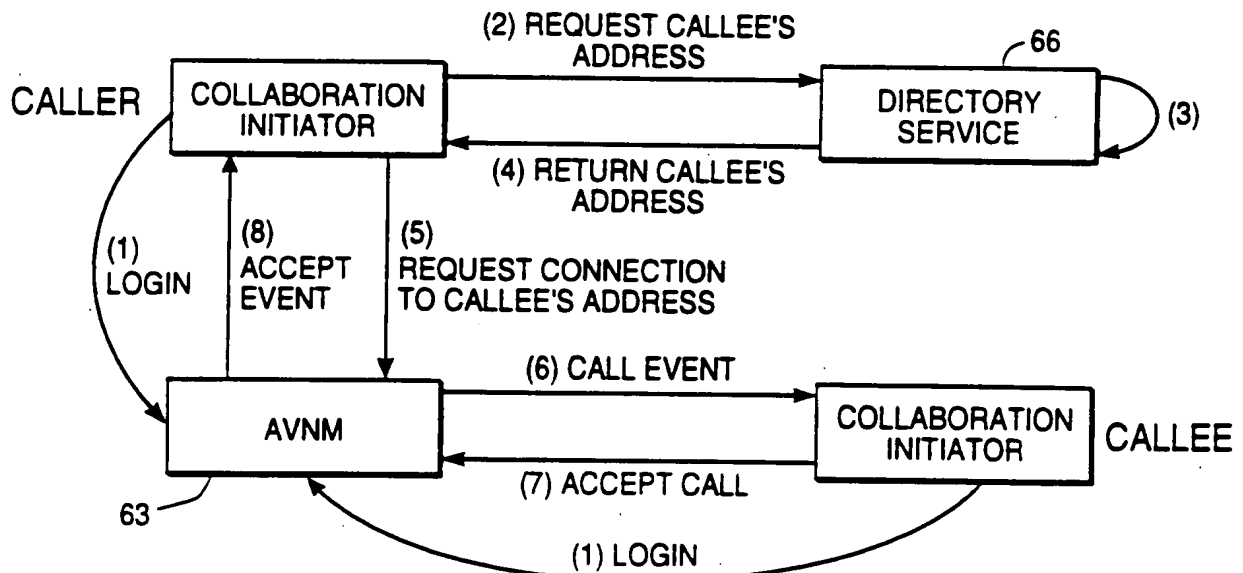 (2) REQUEST CALLEE'S
ADDRESS
66
CALLER
COLLABORATION
INITIATOR
DIRECTORY
SERVICE
(3)
(4) RETURN CALLEE'S
ADDRESS
(1)
LOGIN
(8)
ACCEPT
EVENT
(5)
REQUEST CONNECTION
TO CALLEE'S ADDRESS
(6) CALL EVENT
AVNM
COLLABORATION
INITIATOR
CALLEE
(7) ACCEPT CALL
63
(1) LOGIN